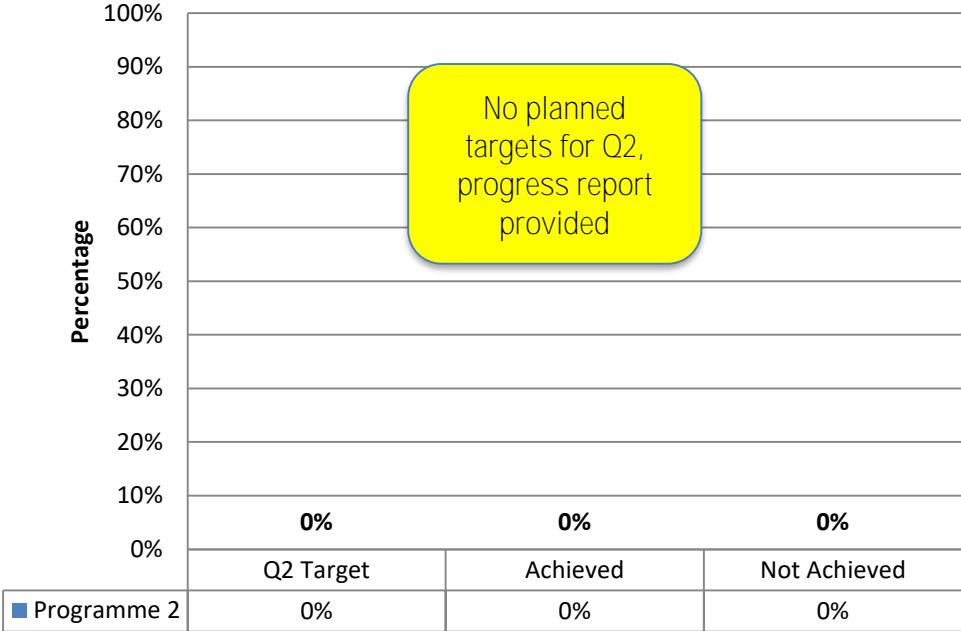 100%
90%
80%
70%
60%
50%
40%
30%
20%
10%
0%
Percentage
No planned
targets for Q2,
progress report
provided
0% 0% 0%
Q2 Target Achieved Not Achieved
Programme 2 0% 0% 0%